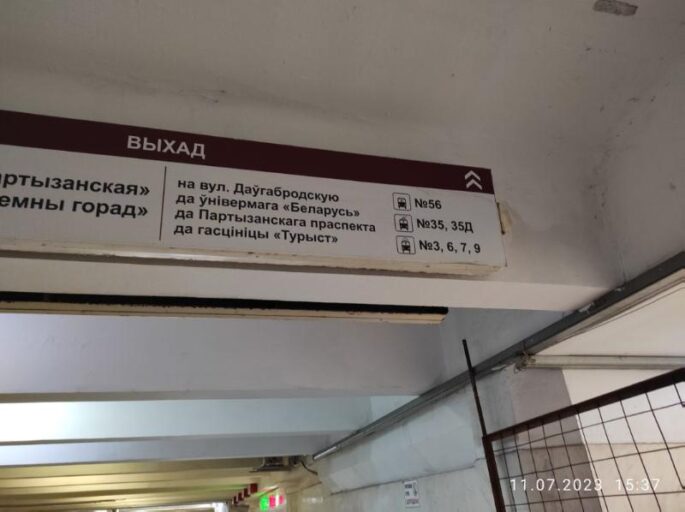 ВЫХАД
артызанская»
емны горад»
на вул. Даўгабродскую
да ўнівермага «Беларусь»
да Партызанскага праспекта
да гасцініцы «Турыст»
№56
№35, 35Д
№3, 6, 7, 9
11.07.2023 15:37